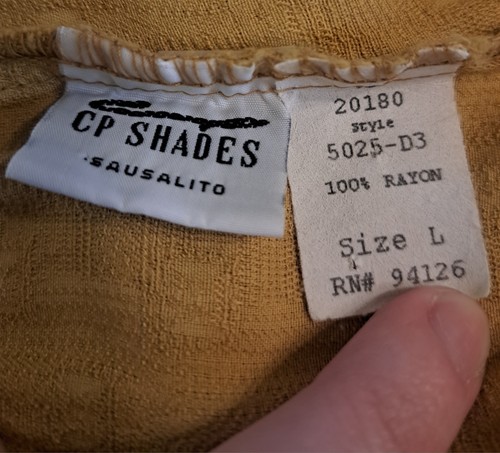 CP SHADES
SAUSALITO
20180
style
5025-D3
100% RAYON
Size L
RN# 94126